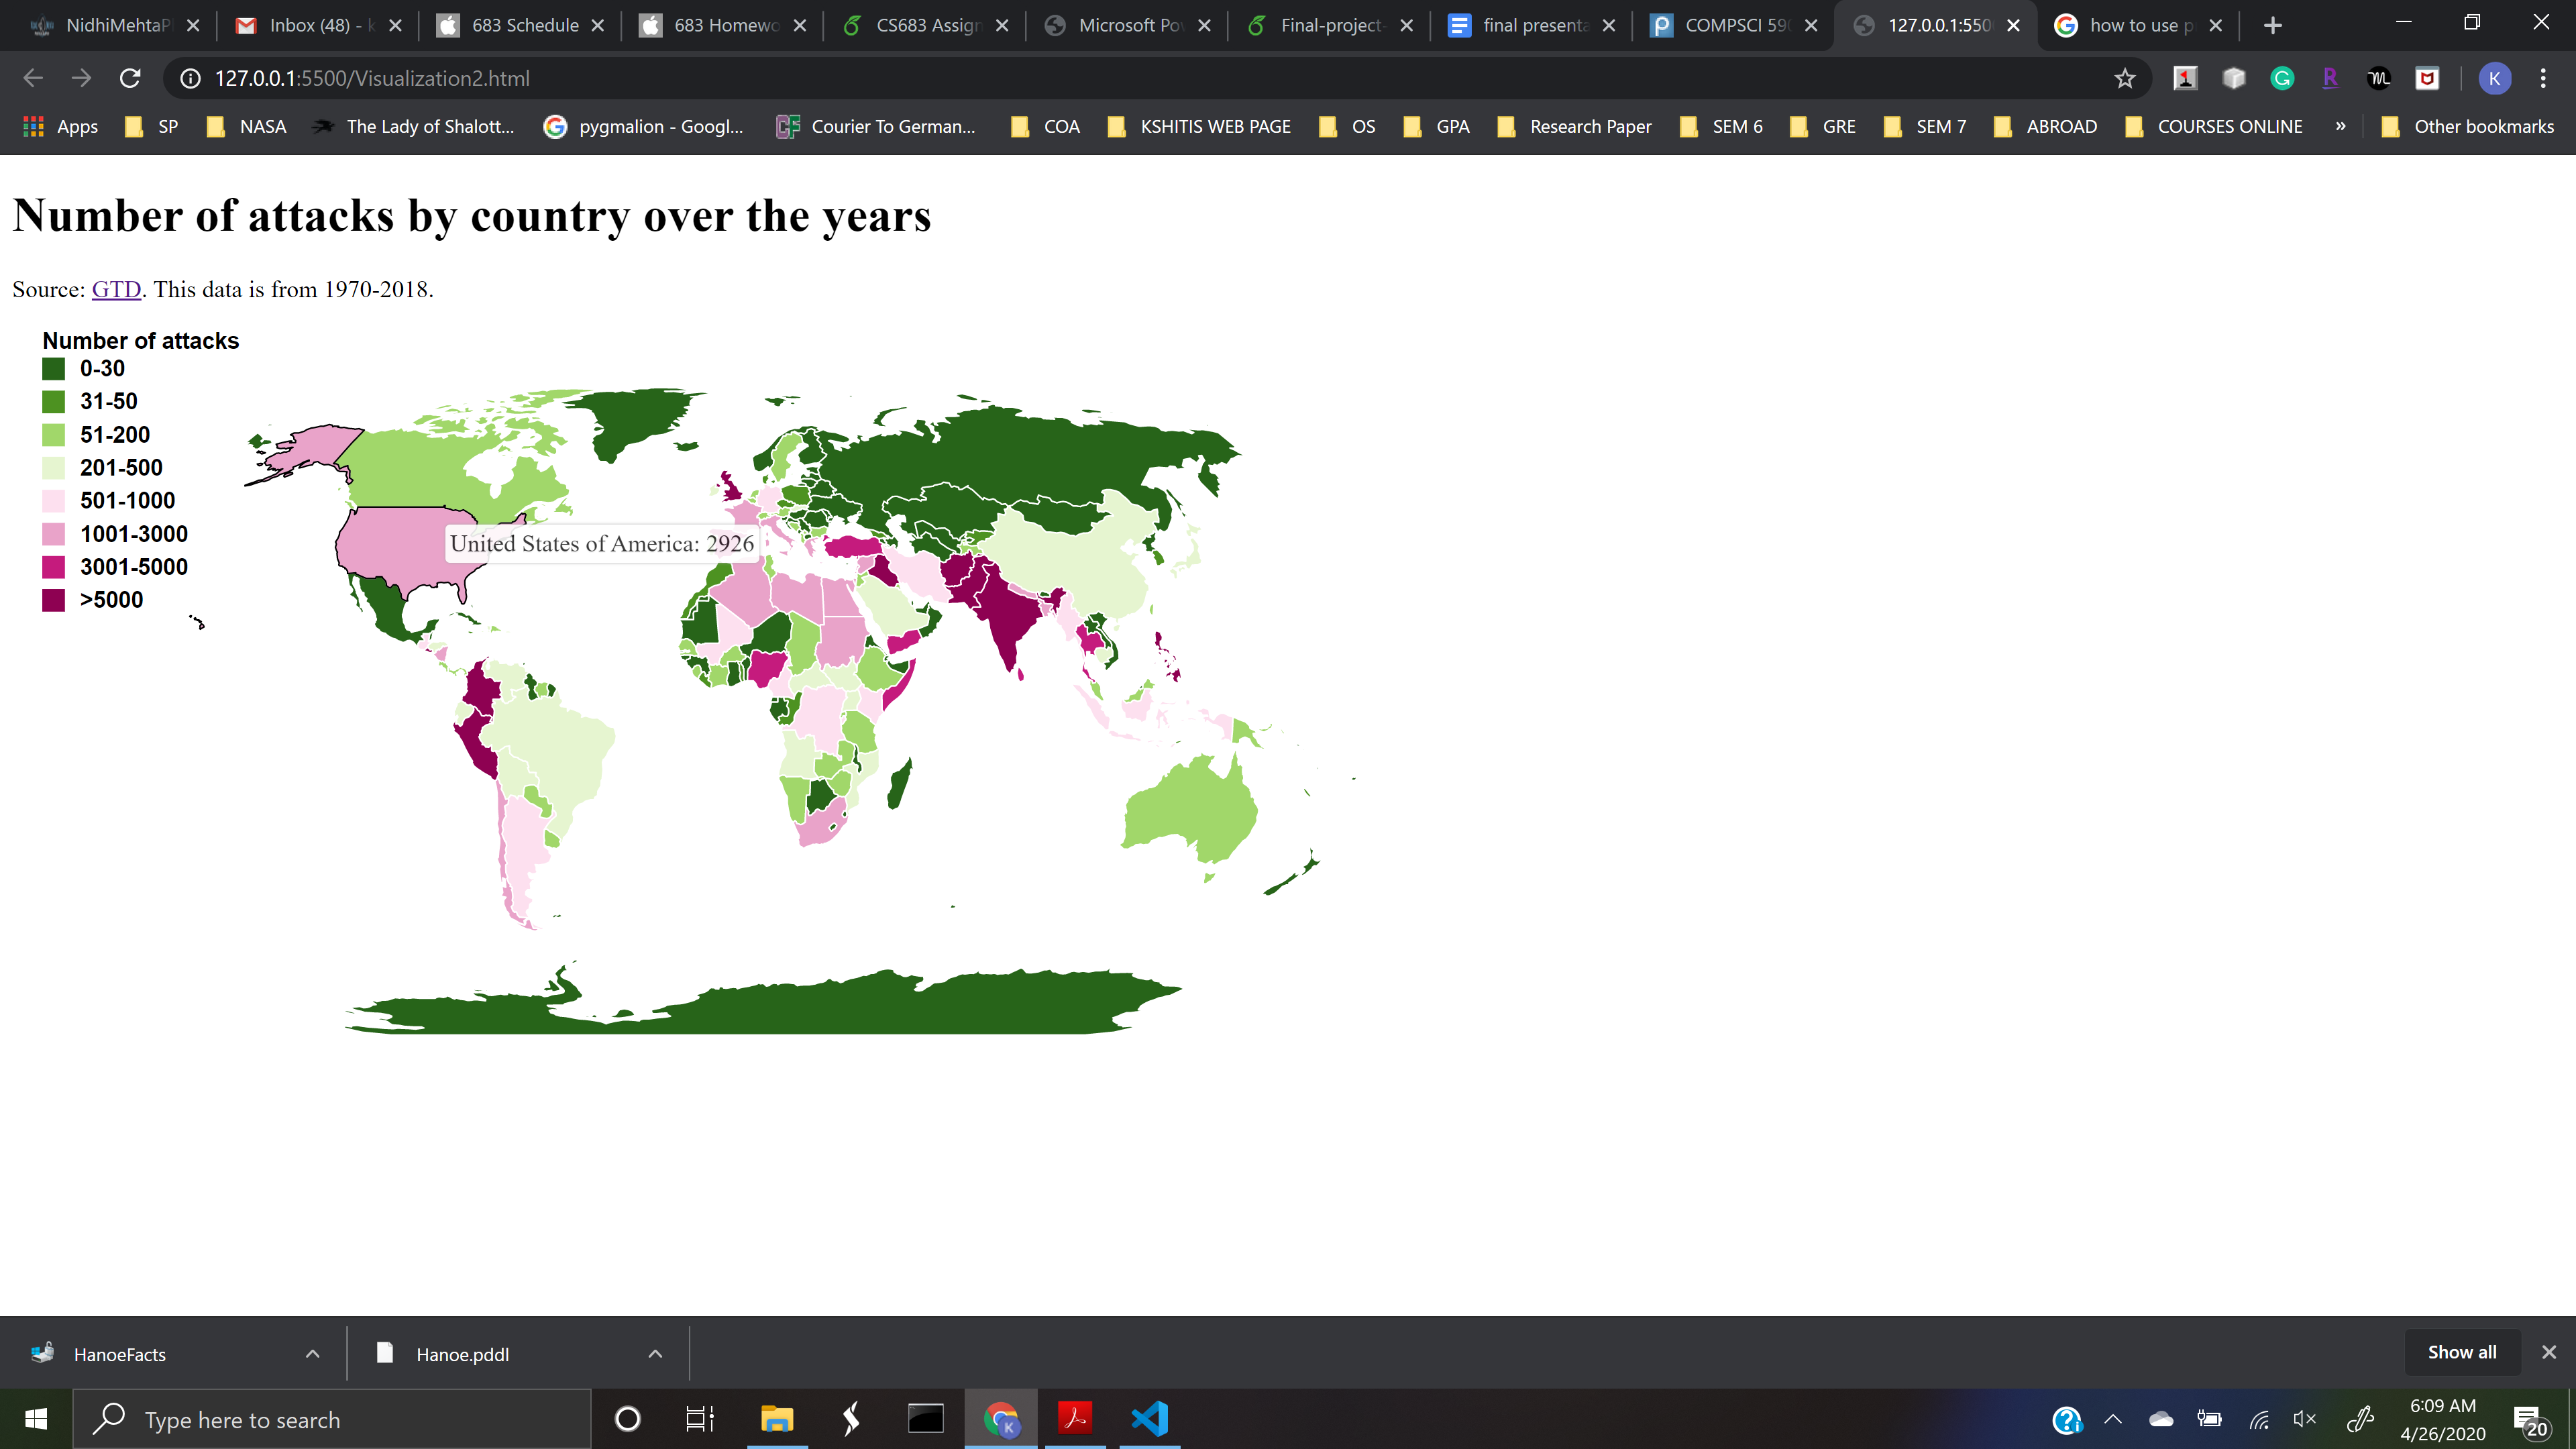 NidhiMehtaP
Inbox (48) - k
683 Schedule
683 Homewo
CS683 Assign
Microsoft Pov
Final-project-
final presenta
COMPSCI 590
127.0.0.1:550
how to use p
127.0.0.1:5500/Visualization2.html
K
Apps
SP
NASA
The Lady of Shalott...
pygmalion - Googl...
Courier To German...
COA
KSHITIS WEB PAGE
OS
GPA
Research Paper
SEM 6
GRE
SEM 7
ABROAD
COURSES ONLINE
»
Other bookmarks
Number of attacks by country over the years
Source: GTD. This data is from 1970-2018.
Number of attacks
0-30
31-50
51-200
201-500
501-1000
1001-3000
3001-5000
>5000
United States of America: 2926
HanoeFacts
Hanoe.pddl
Show all
Type here to search
6:09 AM
4/26/2020
20